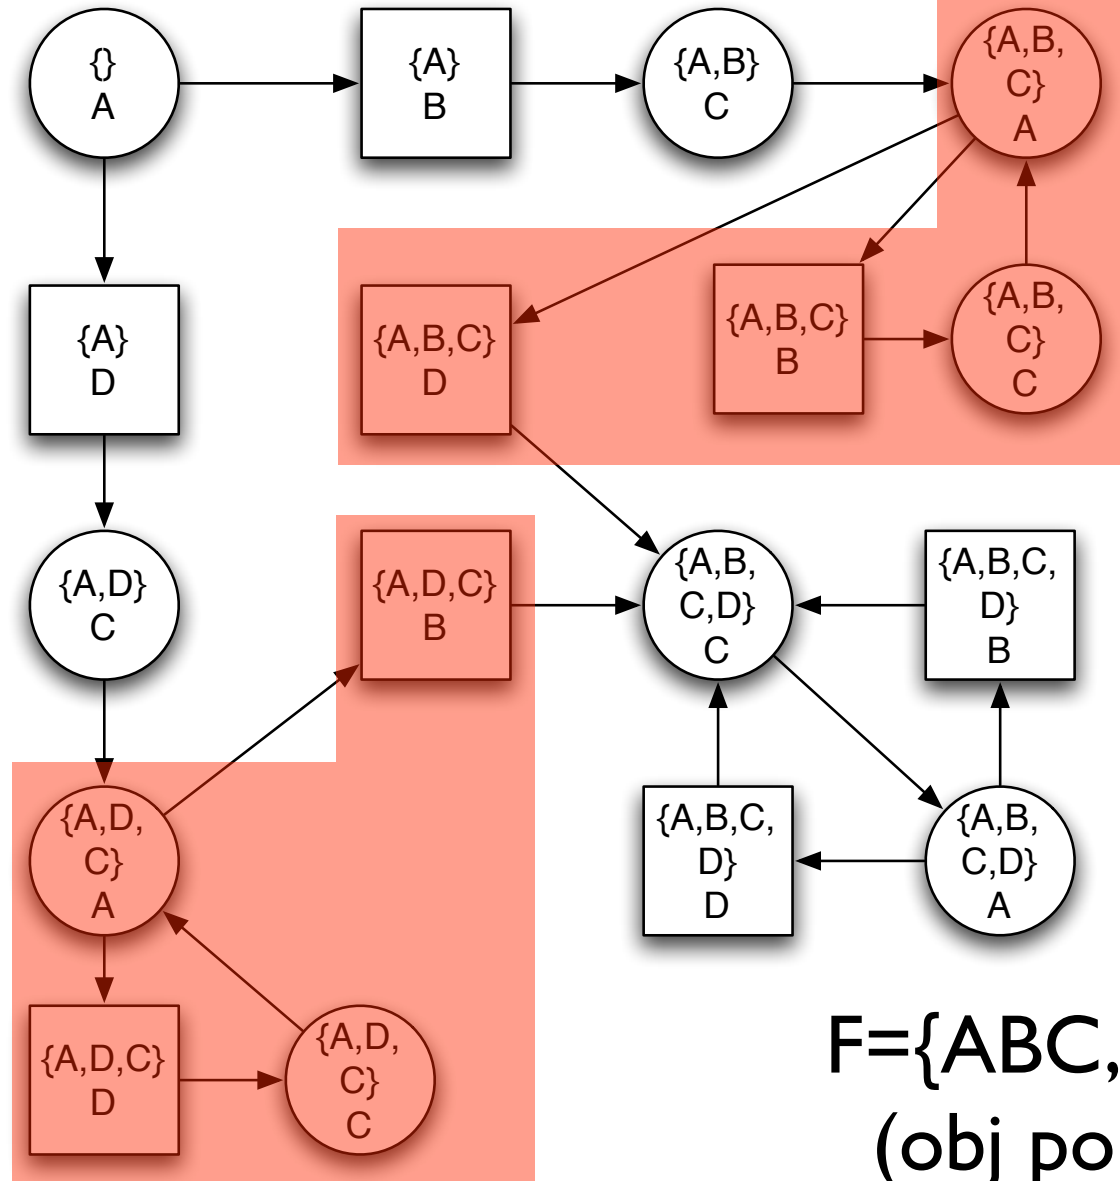 {}
A
{A}
B
{A,B}
C
{A,B,
C}
A
{A}
D
{A,B,C}
D
{A,B,C}
B
{A,B,
C}
C
{A,D}
C
{A,D,C}
B
{A,B,
C,D}
C
{A,B,C,
D}
B
{A,D,
C}
A
{A,B,C,
D}
D
{A,B,
C,D}
A
{A,D,C}
D
{A,D,
C}
C
F={ABC,
(obj po